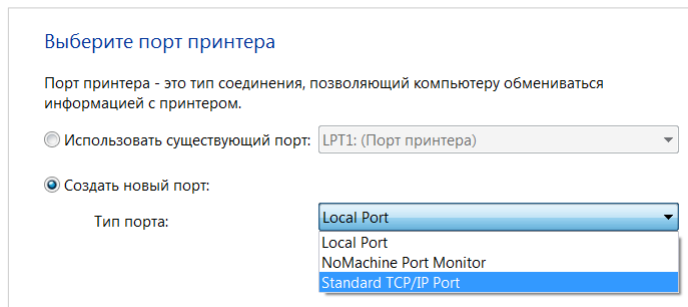 Выберите порт принтера
Порт принтера - это тип соединения, позволяющий компьютеру обмениваться
информацией с принтером.
Использовать существующий порт: LPT1: (Порт принтера)
Создать новый порт:
Тип порта: Local Port
Local Port
NoMachine Port Monitor
Standard TCP/IP Port